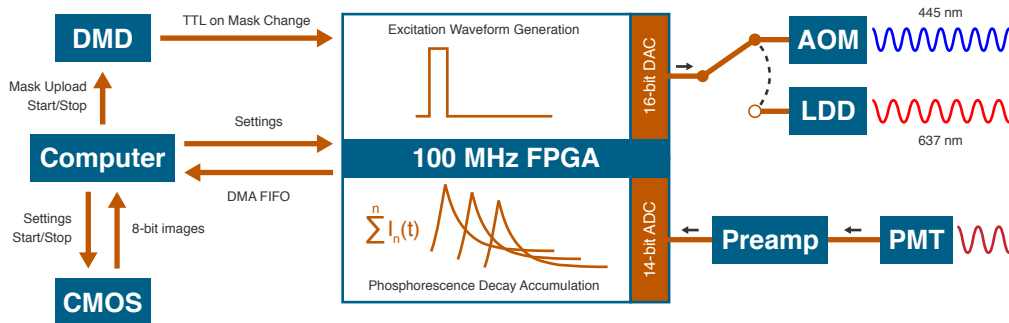 DMD
TTL on Mask Change
Mask Upload
Start/Stop
Computer
Settings
DMA FIFO
Settings
Start/Stop
8-bit images
CMOS
Excitation Waveform Generation
16-bit DAC
100 MHz FPGA
n
∑ Iₙ(t)
Phosphorescence Decay Accumulation
14-bit ADC
445 nm
AOM
LDD
637 nm
Preamp
PMT